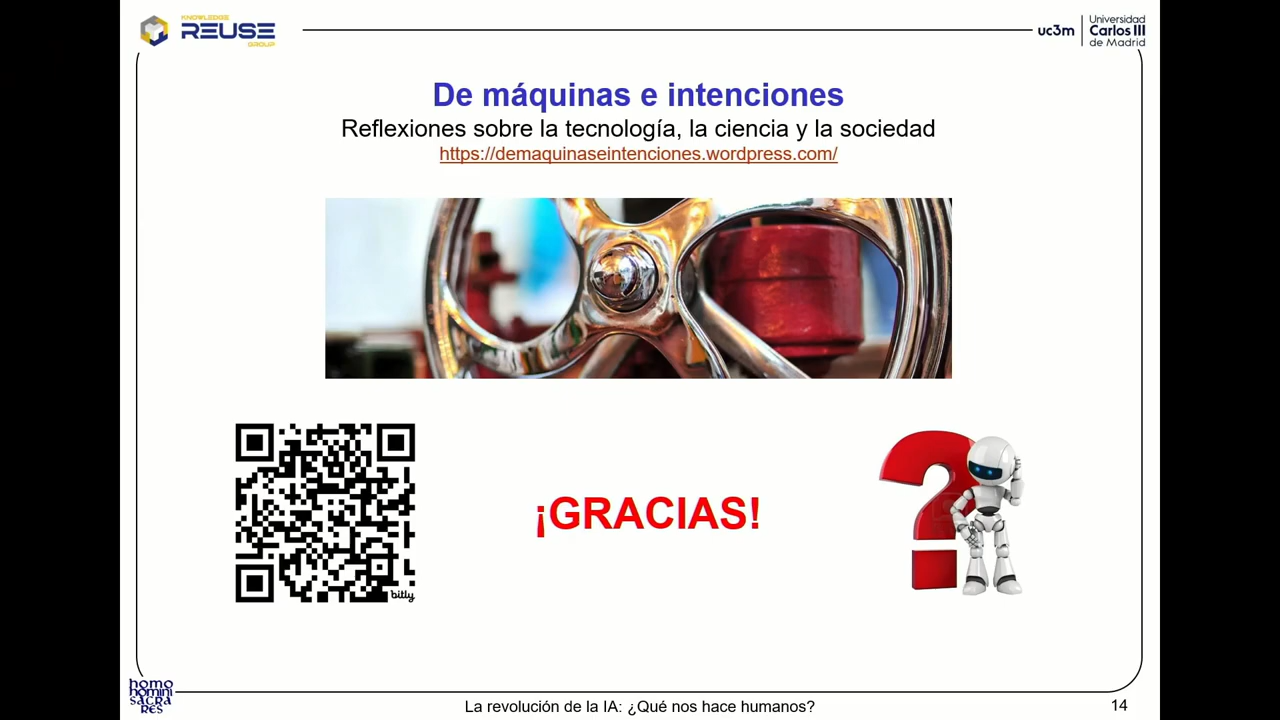 KNOWLEDGE
REUSE
GROUP
uc3m
Universidad
Carlos III
de Madrid
De máquinas e intenciones
Reflexiones sobre la tecnología, la ciencia y la sociedad
https://demaquinaseintenciones.wordpress.com/
¡GRACIAS!
bitly
homo
homini
SACRA
RES
La revolución de la IA: ¿Qué nos hace humanos?
14